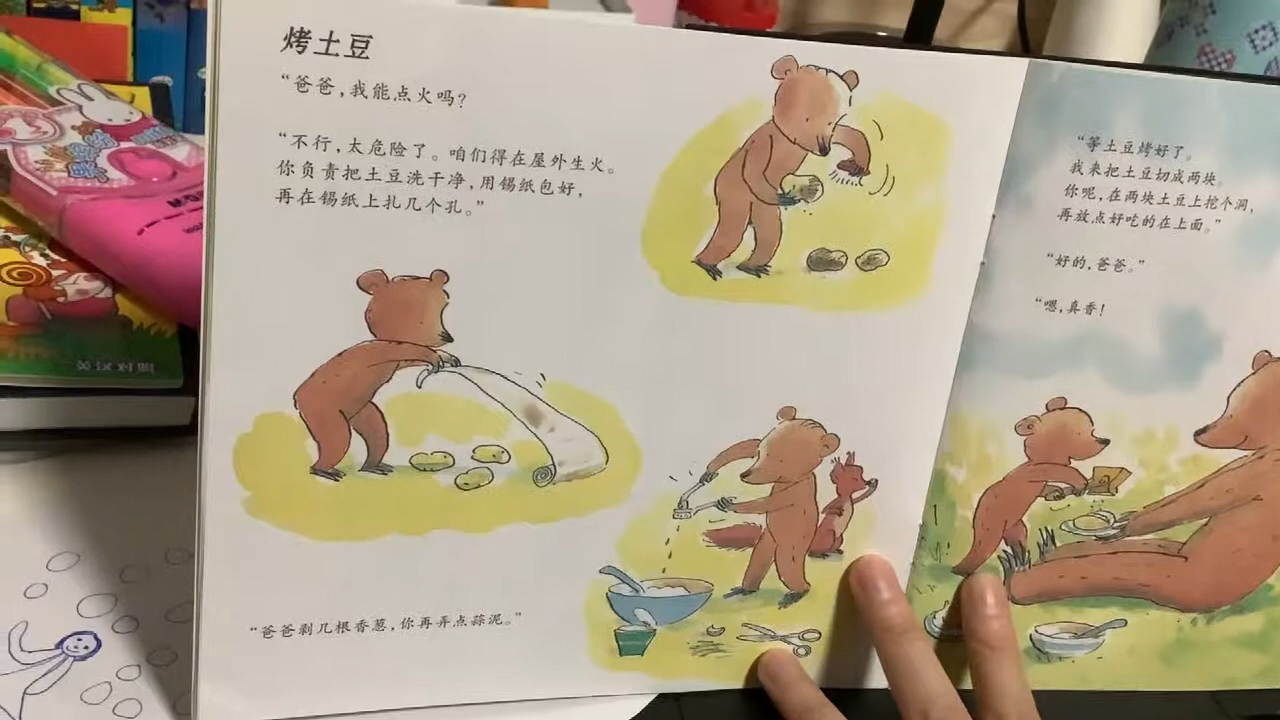 烤土豆
“爸爸，我能点火吗？
“不行，太危险了。咱们得在屋外生火。
你负责把土豆洗干净，用锡纸包好，
再在锡纸上扎几个孔。”
“爸爸剥几根香葱，你再弄点蒜泥。”
“等土豆烤好了。
我来把土豆切成两块。
你呢，在两块土豆上挖个洞，
再放点好吃的在上面。”
“好的，爸爸。”
“嗯，真香！